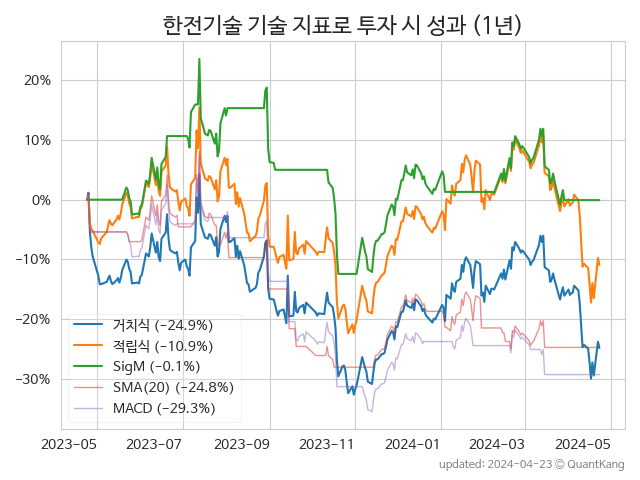 한전기술 기술 지표로 투자 시 성과 (1년)
20%
10%
0%
−10%
−20%
−30%
거치식 (−24.9%)
적립식 (−10.9%)
SigM (−0.1%)
SMA(20) (−24.8%)
MACD (−29.3%)
2023-05 2023-07 2023-09 2023-11 2024-01 2024-03 2024-05
updated: 2024-04-23 ⓒ QuantKang